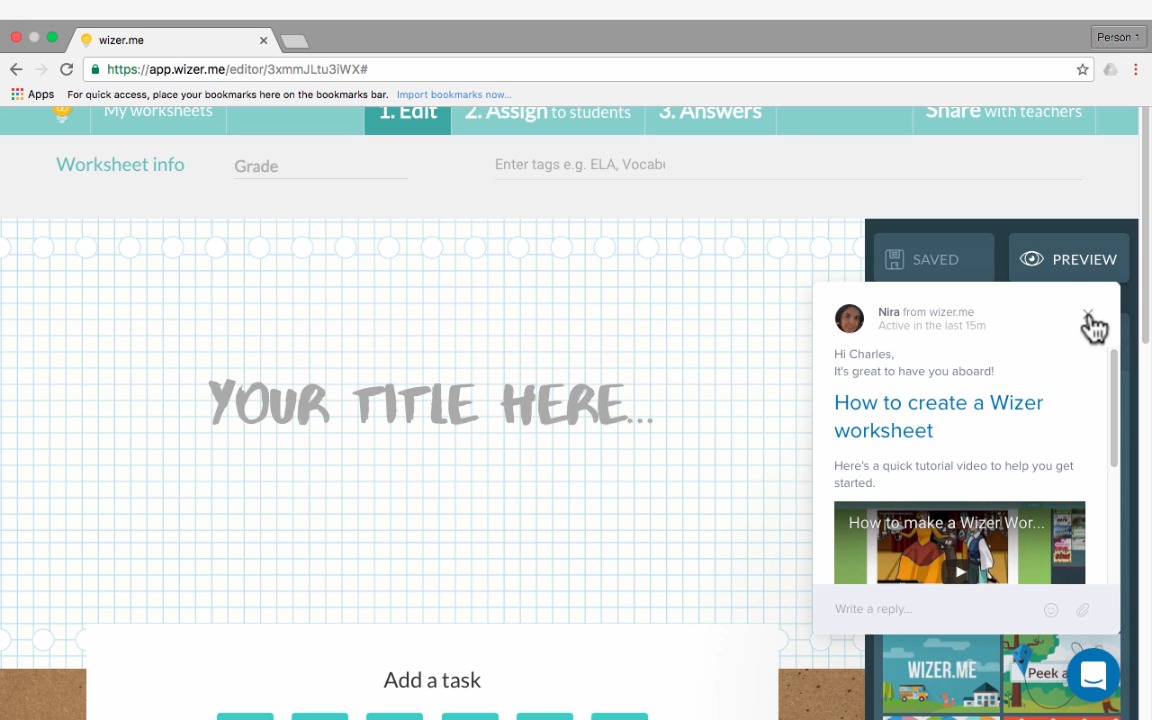 wizer.me
Person 1
https://app.wizer.me/editor/3xmmJLtu3iWX#
Apps For quick access, place your bookmarks here on the bookmarks bar. Import bookmarks now...
My worksheets 1. Edit 2. Assign to students 3. Answers Share with teachers
Worksheet info Grade Enter tags e.g. ELA, Vocabu
SAVED PREVIEW
Nira from wizer.me
Active in the last 15m
Hi Charles,
It's great to have you aboard!
How to create a Wizer
worksheet
Here's a quick tutorial video to help you get
started.
How to make a Wizer Wor...
Write a reply...
YOUR TITLE HERE...
WIZER.ME
Peek a
Add a task